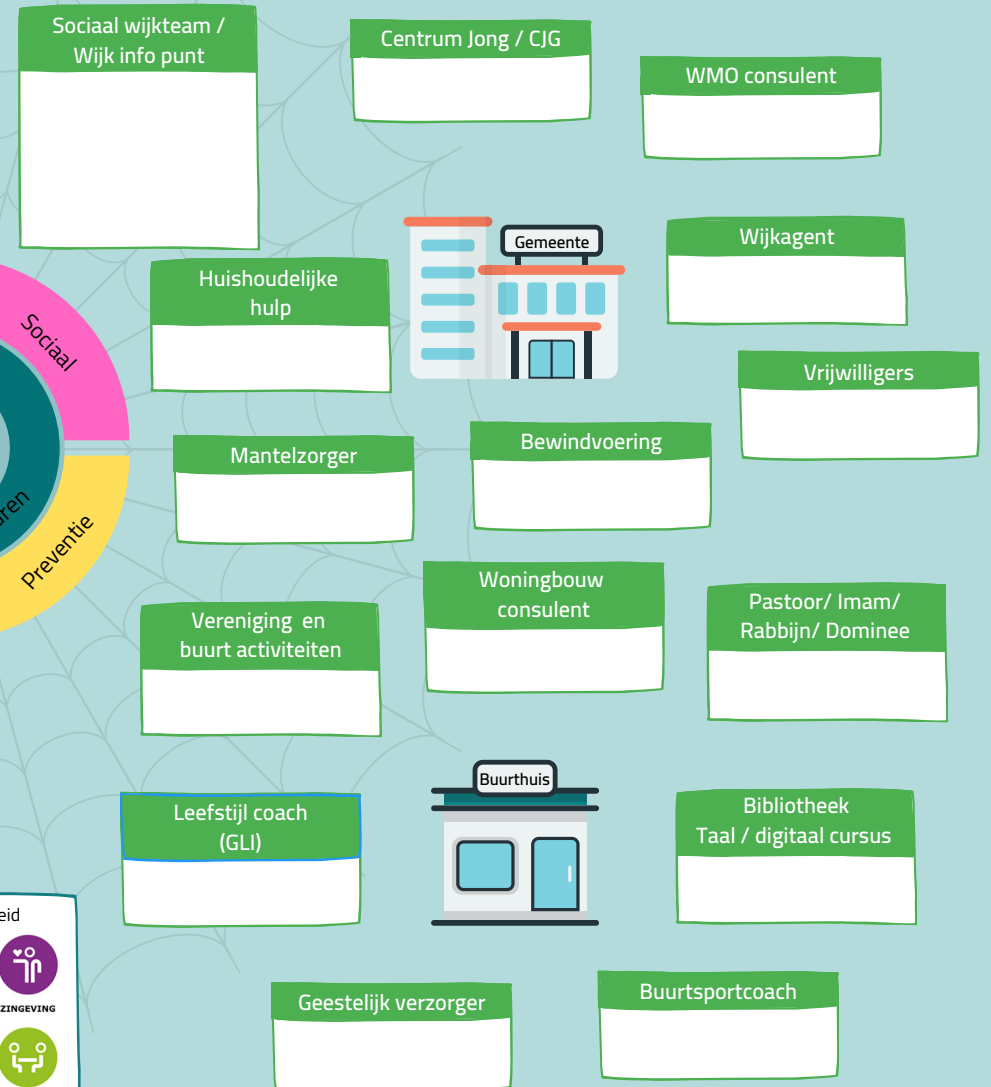 Sociaal wijkteam /
Wijk info punt
Centrum Jong / CJG
WMO consulent
Gemeente
Wijkagent
Huishoudelijke
hulp
Sociaal
Vrijwilligers
Mantelzorger
Bewindvoering
Preventie
Woningbouw
consulent
Pastoor/ Imam/
Rabbijn/ Dominee
Vereniging en
buurt activiteiten
Buurthuis
Leefstijl coach
(GLI)
Bibliotheek
Taal / digitaal cursus
ZINGEVING
Geestelijk verzorger
Buurtsportcoach